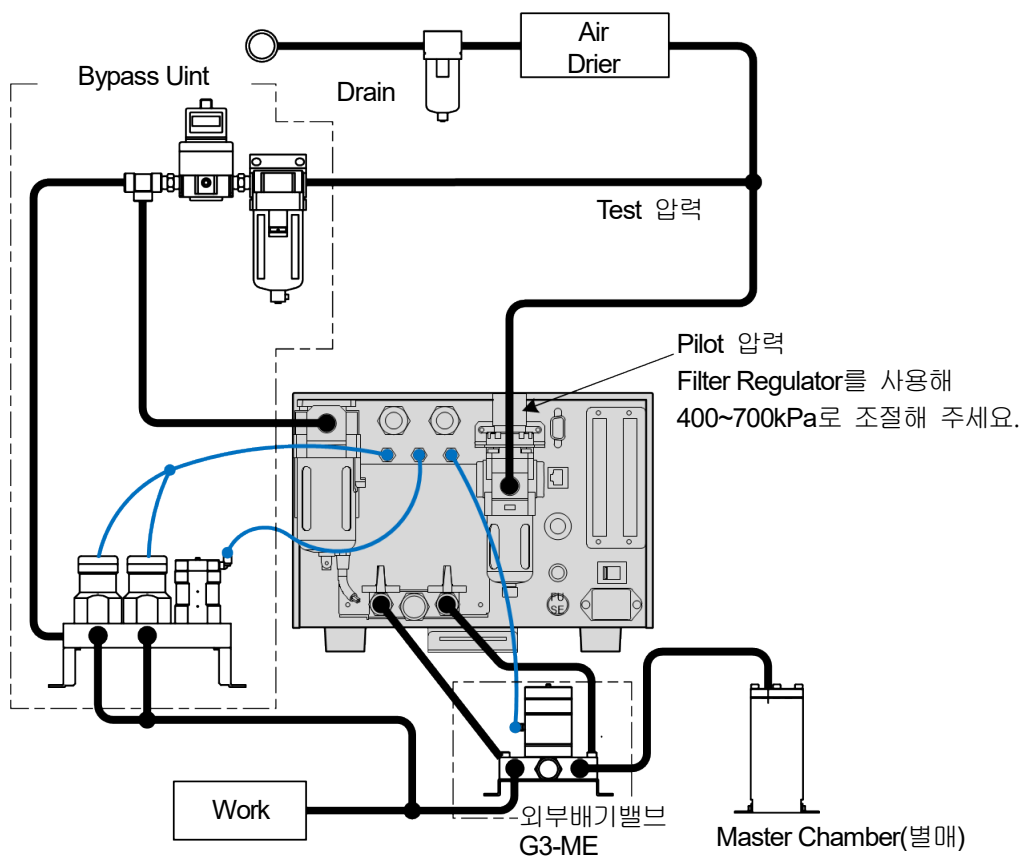 Air
Drier
Bypass Uint
Drain
Test 압력
Pilot 압력
Filter Regulator를 사용해
400~700kPa로 조절해 주세요.
FU
SE
Work
외부배기밸브
G3-ME
Master Chamber(별매)